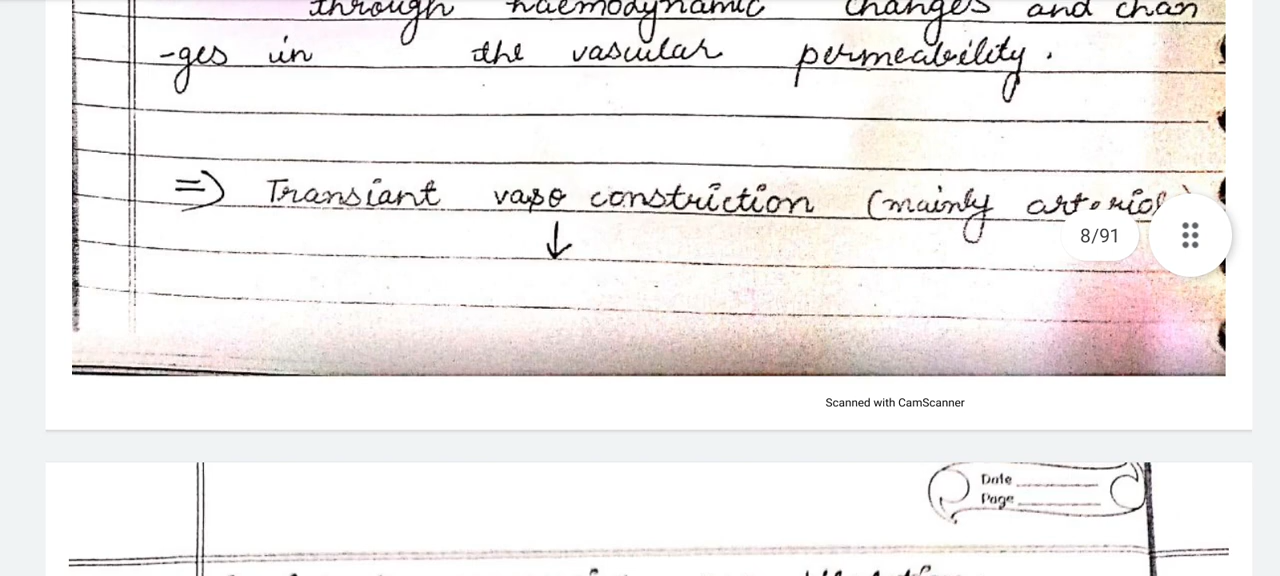 through haemodynamic changes and chan
-ges in the vascular permeability.
=) Transiant vaso constriction (mainly
↓
8/91
Scanned with CamScanner
Date
Page